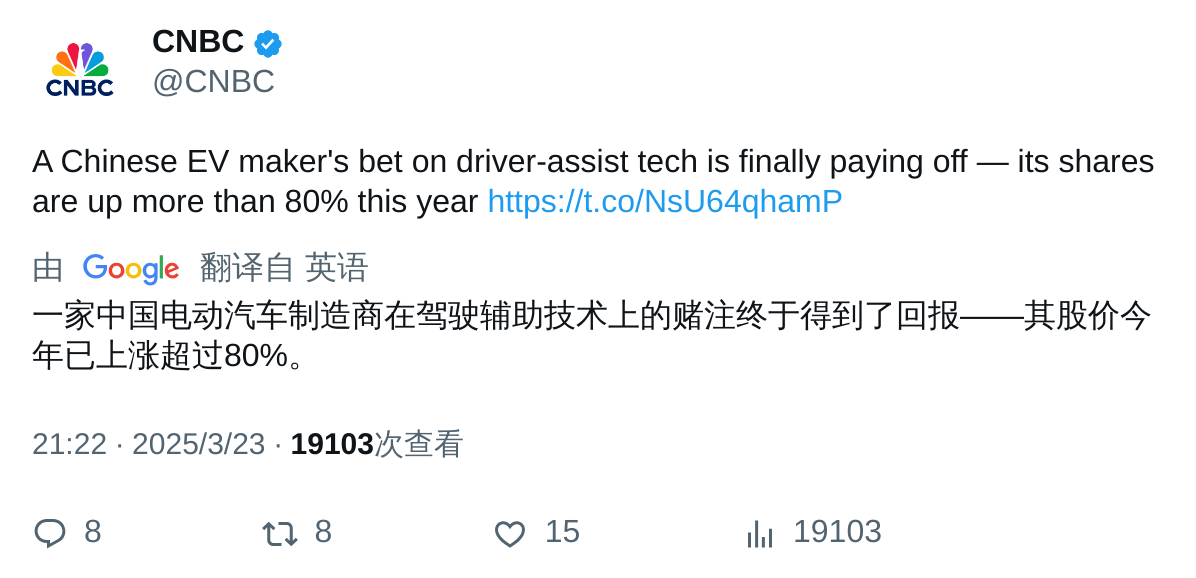 CNBC
CNBC
@CNBC
A Chinese EV maker's bet on driver-assist tech is finally paying off — its shares
are up more than 80% this year https://t.co/NsU64qhamP
由 Google 翻译自 英语
一家中国电动汽车制造商在驾驶辅助技术上的赌注终于得到了回报——其股价今
年已上涨超过80%。
21:22 · 2025/3/23 · 19103次查看
8 8 15 19103